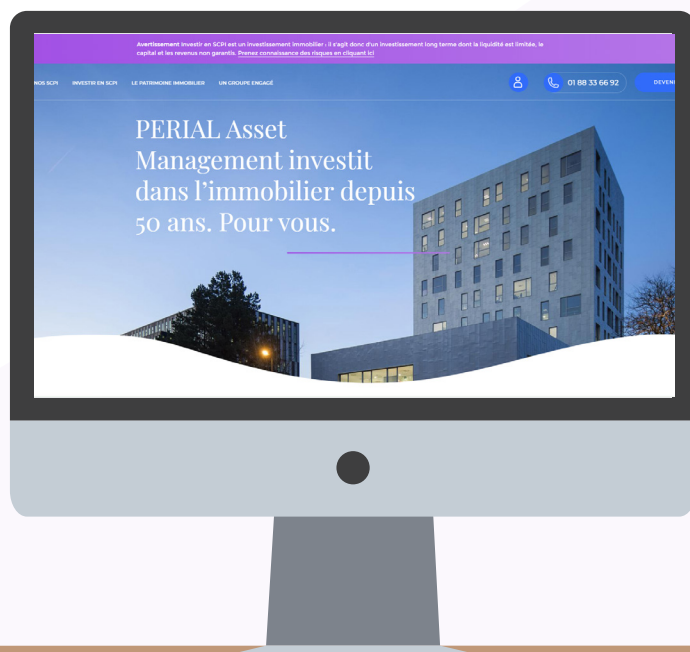 Avertissement Investir en SCPI est un investissement immobilier : il s'agit donc d'un investissement long terme dont la liquidité est limitée, le
capital et les revenus non garantis. Prenez connaissance des risques en cliquant ici
NOS SCPI INVESTIR EN SCPI LE PATRIMOINE IMMOBILIER UN GROUPE ENGAGÉ 01 88 33 66 92 DEVENI
PERIAL Asset
Management investit
dans l'immobilier depuis
50 ans. Pour vous.